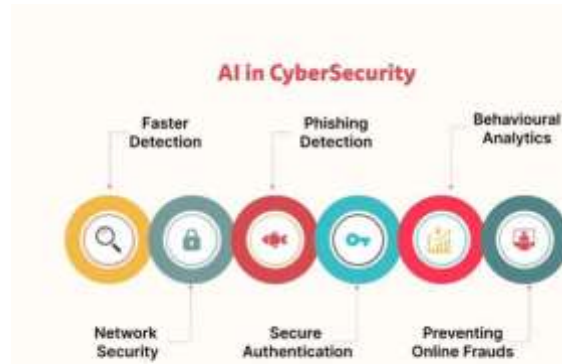 AI in CyberSecurity
Faster
Detection
Phishing
Detection
Behavioural
Analytics
Network
Security
Secure
Authentication
Preventing
Online Frauds